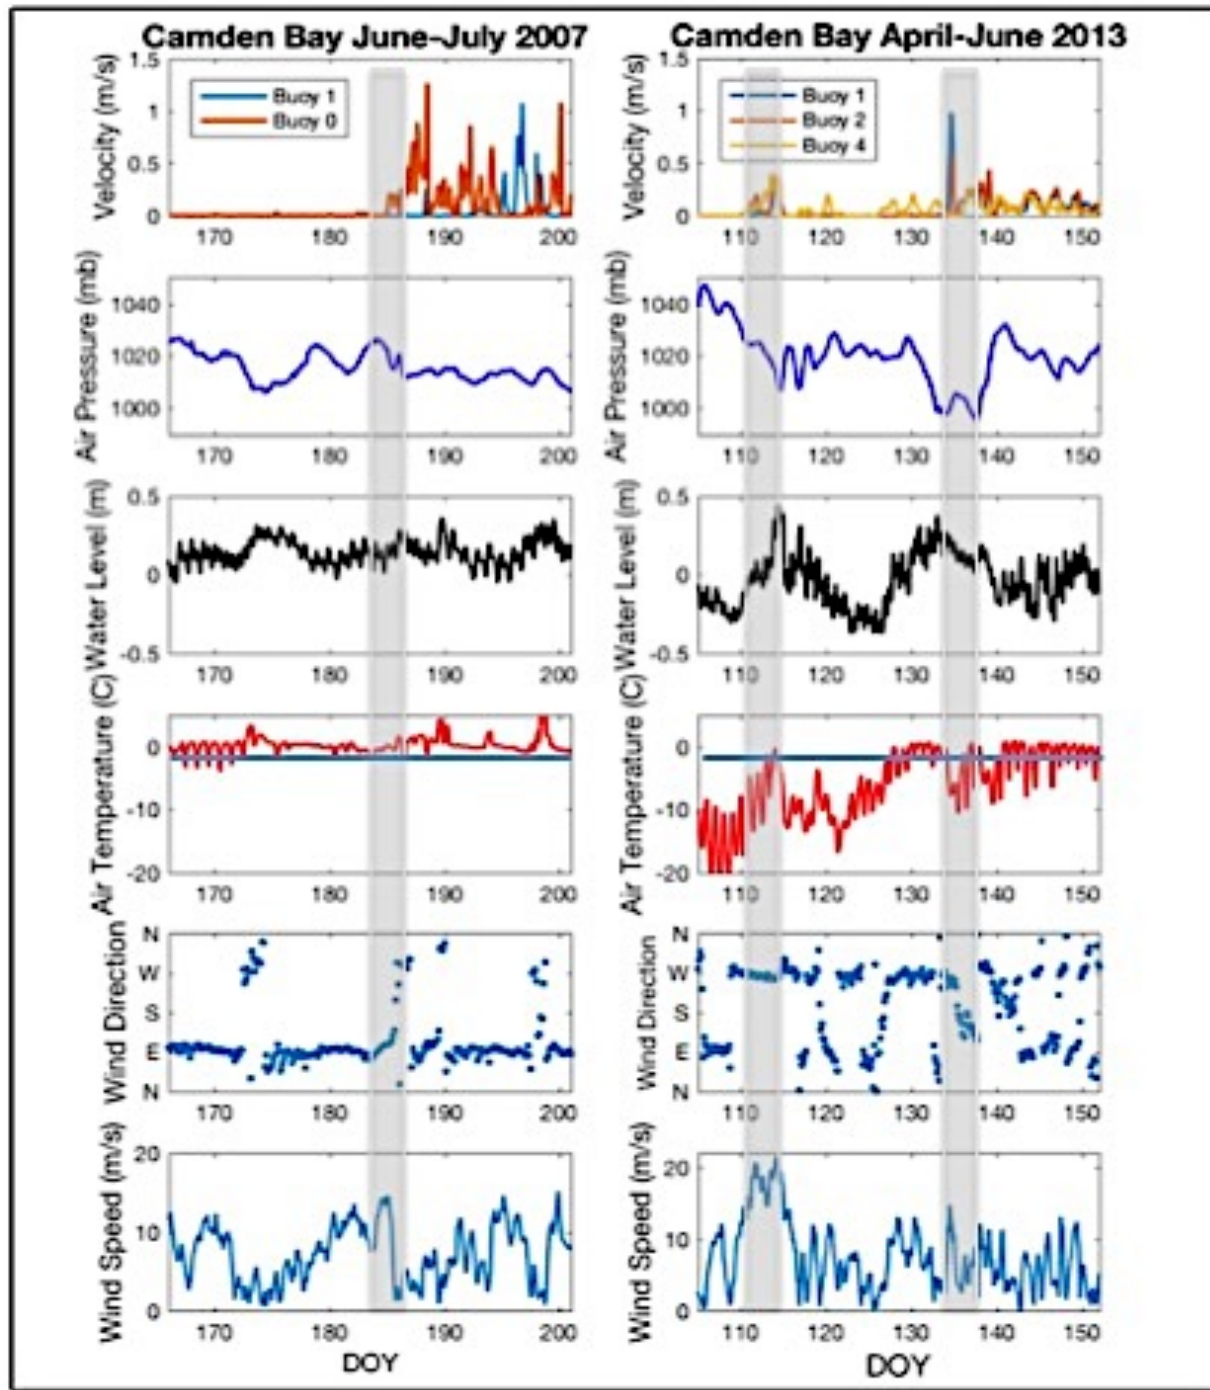 Camden Bay June-July 2007
Velocity (m/s)
1.5
1
0.5
0
Buoy 1
Buoy 0
170 180 190 200
Air Pressure (mb)
1040
1020
1000
170 180 190 200
Water Level (m)
0.5
0
-0.5
170 180 190 200
Air Temperature (C)
0
-10
-20
170 180 190 200
Wind Direction
N
W
S
E
N
170 180 190 200
Wind Speed (m/s)
20
10
0
170 180 190 200
DOY
Camden Bay April-June 2013
Velocity (m/s)
1.5
1
0.5
0
Buoy 1
Buoy 2
Buoy 4
110 120 130 140 150
Air Pressure (mb)
1040
1020
1000
110 120 130 140 150
Water Level (m)
0.5
0
-0.5
110 120 130 140 150
Air Temperature (C)
0
-10
-20
110 120 130 140 150
Wind Direction
N
W
S
E
N
110 120 130 140 150
Wind Speed (m/s)
20
10
0
110 120 130 140 150
DOY